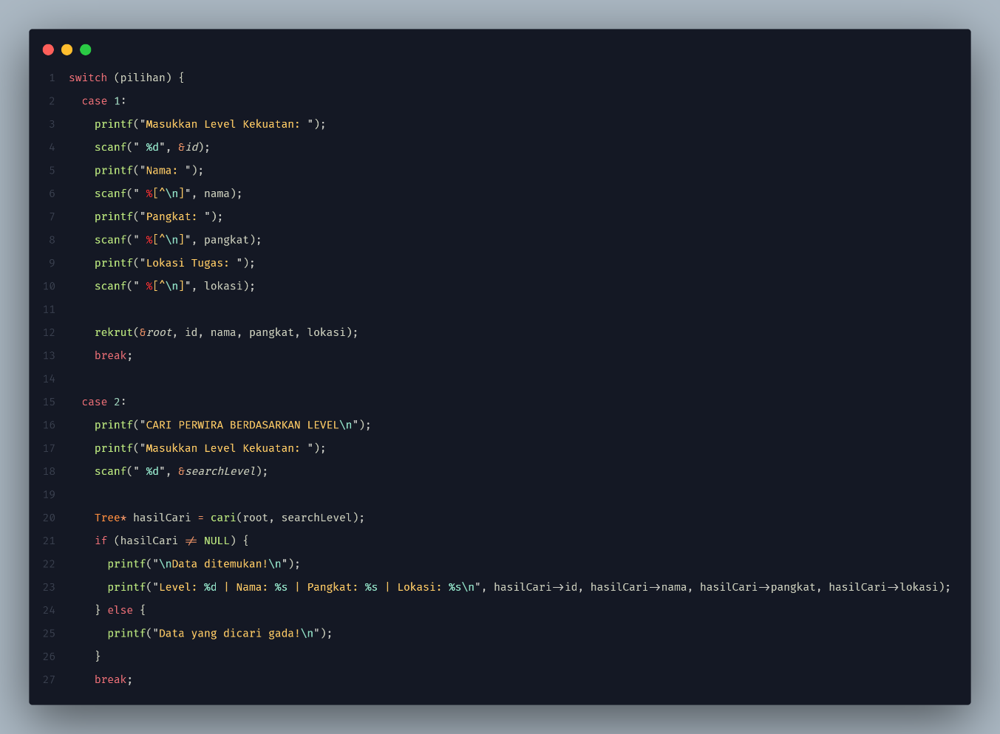 1 switch (pilihan) {
2 case 1:
3 printf("Masukkan Level Kekuatan: ");
4 scanf(" %d", &id);
5 printf("Nama: ");
6 scanf(" %[^\n]", nama);
7 printf("Pangkat: ");
8 scanf(" %[^\n]", pangkat);
9 printf("Lokasi Tugas: ");
10 scanf(" %[^\n]", lokasi);
11
12 rekrut(&root, id, nama, pangkat, lokasi);
13 break;
14
15 case 2:
16 printf("CARI PERWIRA BERDASARKAN LEVEL\n");
17 printf("Masukkan Level Kekuatan: ");
18 scanf(" %d", &searchLevel);
19
20 Tree* hasilCari = cari(root, searchLevel);
21 if (hasilCari != NULL) {
22 printf("\nData ditemukan!\n");
23 printf("Level: %d | Nama: %s | Pangkat: %s | Lokasi: %s\n", hasilCari->id, hasilCari->nama, hasilCari->pangkat, hasilCari->lokasi);
24 } else {
25 printf("Data yang dicari gada!\n");
26 }
27 break;